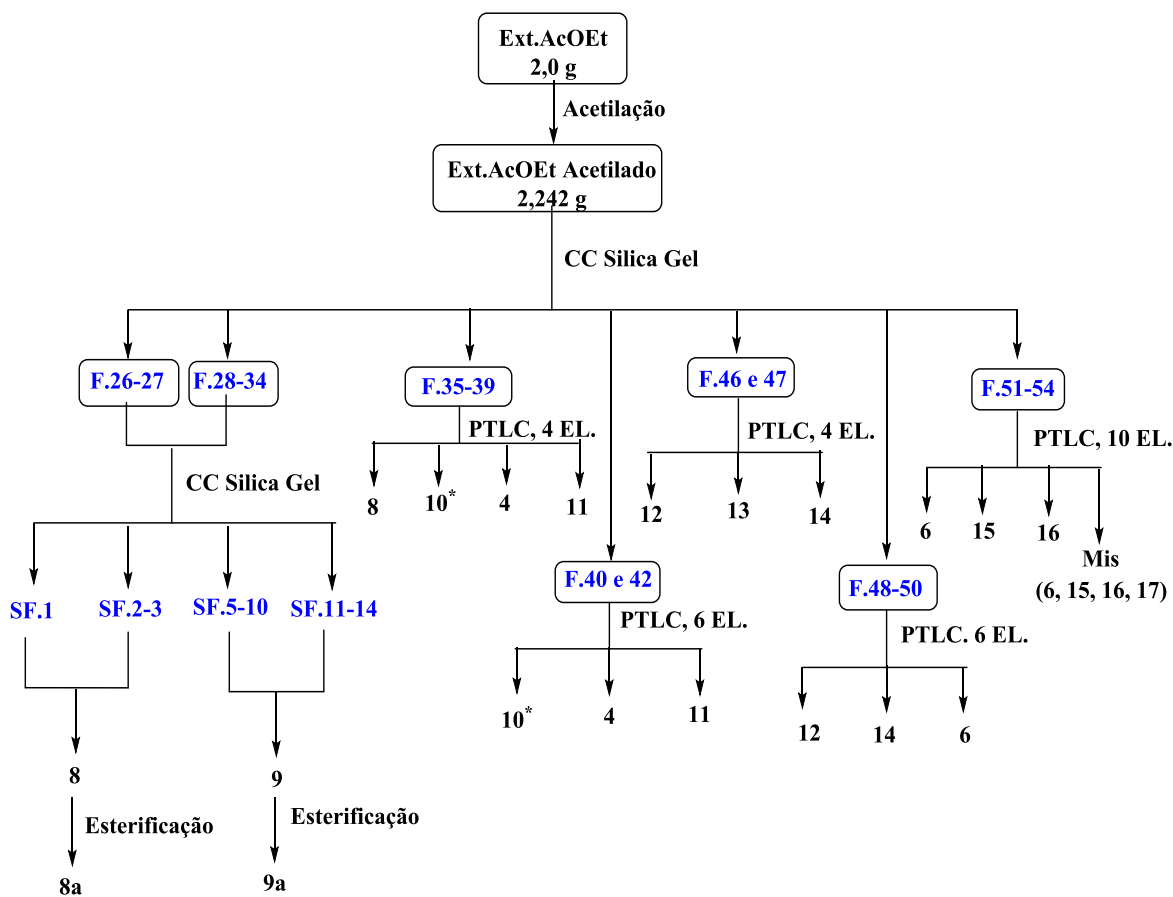 Ext.AcOEt
2,0 g
Acetilação
Ext.AcOEt Acetilado
2,242 g
CC Silica Gel
F.26-27
F.28-34
F.35-39
F.46 e 47
F.51-54
PTLC, 4 EL.
PTLC, 4 EL.
PTLC, 10 EL.
CC Silica Gel
8
10*
4
11
12
13
14
6
15
16
Mis
(6, 15, 16, 17)
F.40 e 42
F.48-50
SF.1
SF.2-3
SF.5-10
SF.11-14
PTLC, 6 EL.
PTLC. 6 EL.
10*
4
11
12
14
6
8
9
Esterificação
Esterificação
8a
9a